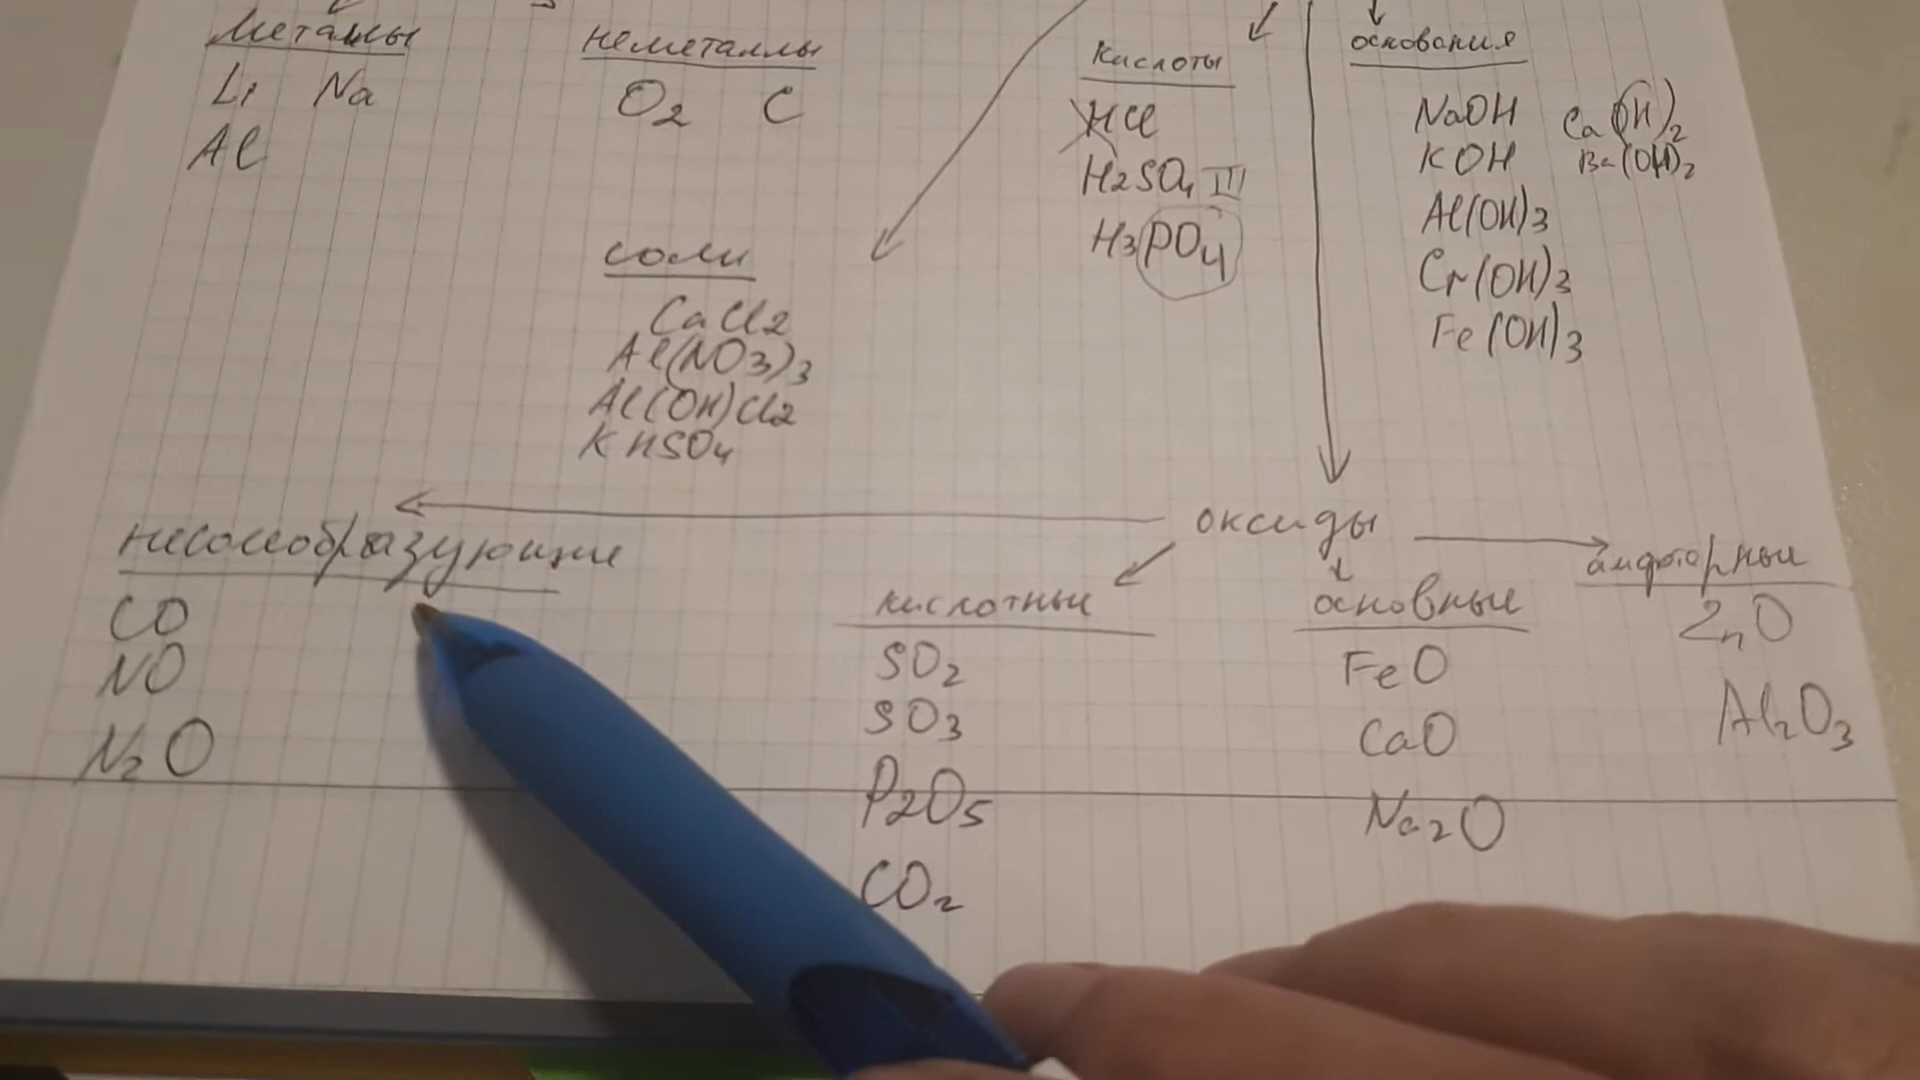 металлы
Li Na
Al
неметаллы
O2 C
кислоты
HCl
H2SO4 III
H3PO4
основания
NaOH Ca(OH)2
KOH Ba(OH)2
Al(OH)3
Cr(OH)3
Fe(OH)3
соли
CaCl2
Al(NO3)3
Al(OH)Cl2
KHSO4
оксиды
несолеобразующие
CO
NO
N2O
кислотные
SO2
SO3
P2O5
CO2
основные
FeO
CaO
Na2O
амфотерные
ZnO
Al2O3